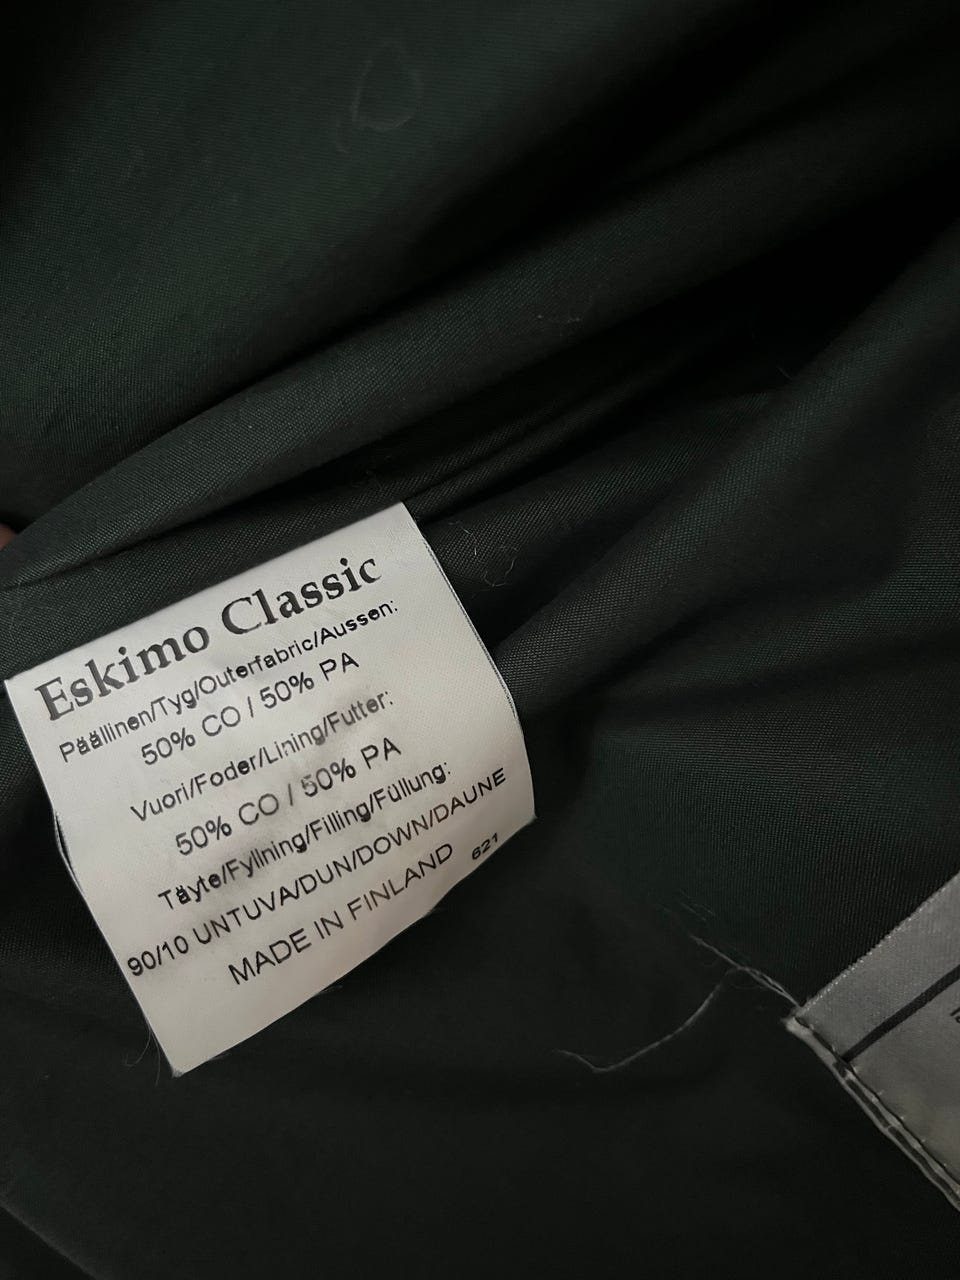 Eskimo Classic
Päällinen/Tyg/Outerfabric/Aussen:
50% CO / 50% PA
Vuori/Foder/Lining/Futter:
50% CO / 50% PA
Täyte/Fyllning/Filling/Füllung:
90/10 UNTUVA/DUN/DOWN/DAUNE
MADE IN FINLAND 621